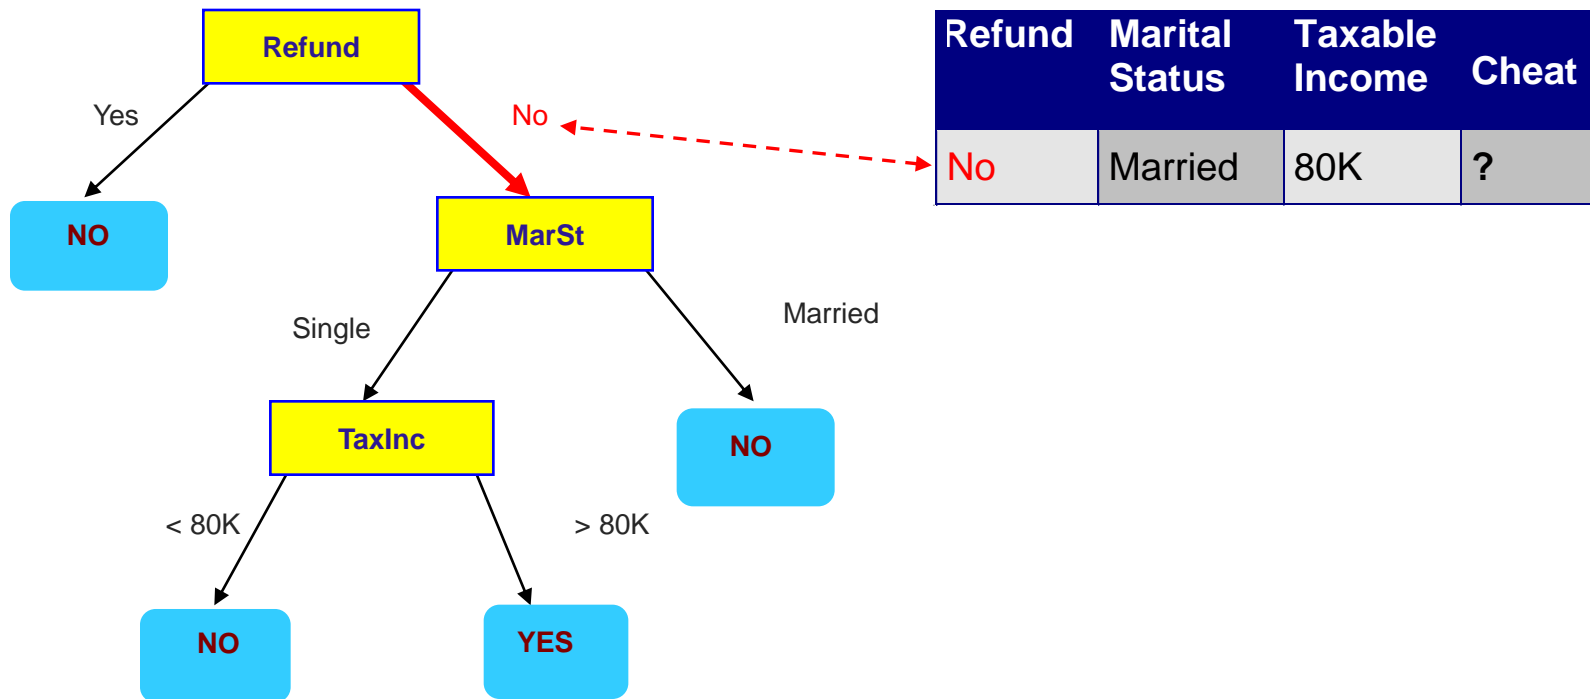 Refund
Yes
No
NO
MarSt
Single
Married
TaxInc
NO
< 80K
> 80K
NO
YES
Refund Marital Status Taxable Income Cheat
No Married 80K ?